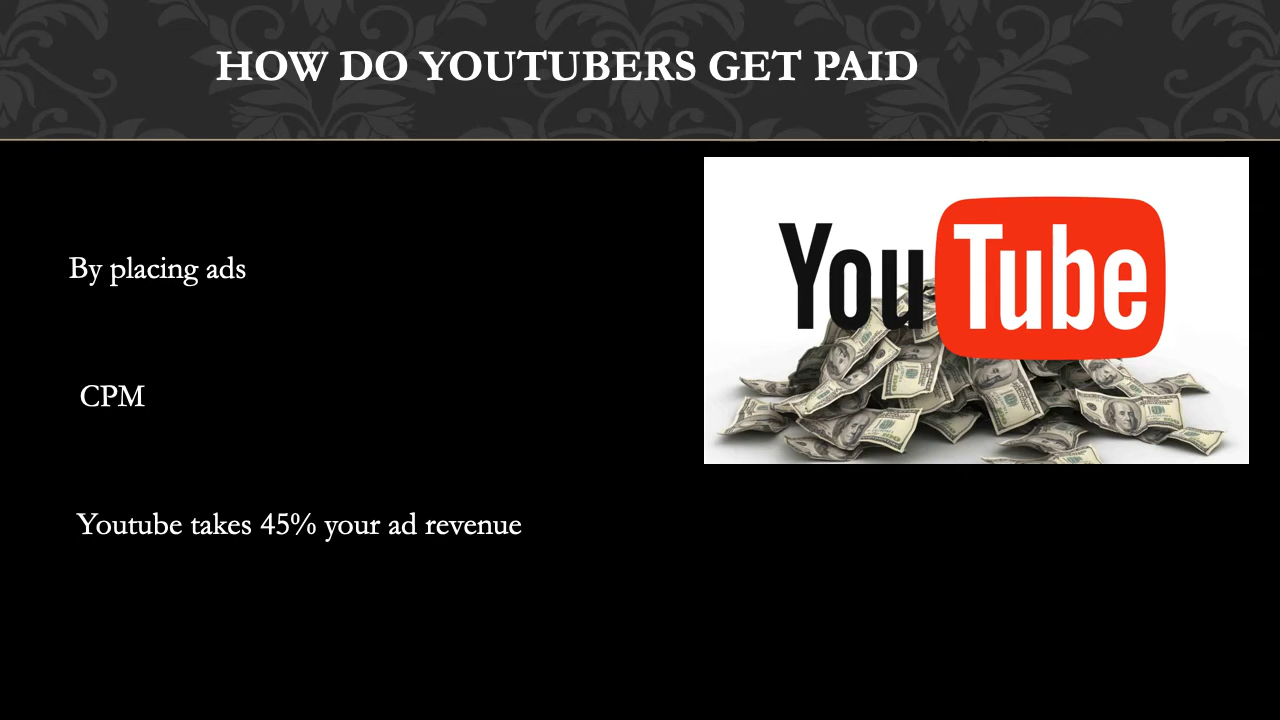 HOW DO YOUTUBERS GET PAID
By placing ads
YouTube
CPM
Youtube takes 45% your ad revenue